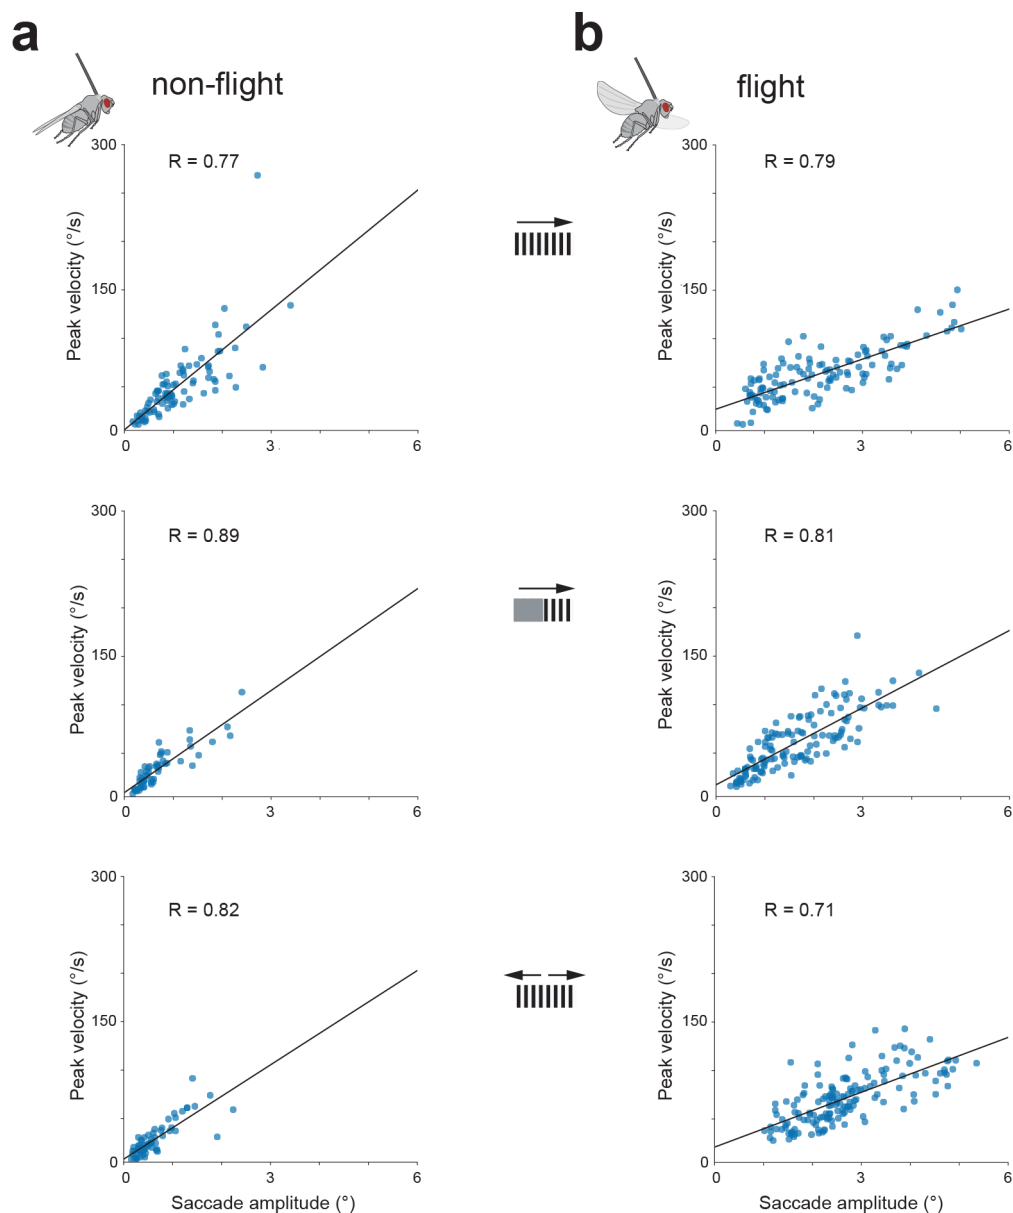 a
b
non-flight
flight
300
R = 0.77
Peak velocity (°/s)
150
0
0
3
6
300
R = 0.79
Peak velocity (°/s)
150
0
0
3
6
300
R = 0.89
Peak velocity (°/s)
150
0
0
3
6
300
R = 0.81
Peak velocity (°/s)
150
0
0
3
6
300
R = 0.82
Peak velocity (°/s)
150
0
0
3
6
Saccade amplitude (°)
300
R = 0.71
Peak velocity (°/s)
150
0
0
3
6
Saccade amplitude (°)